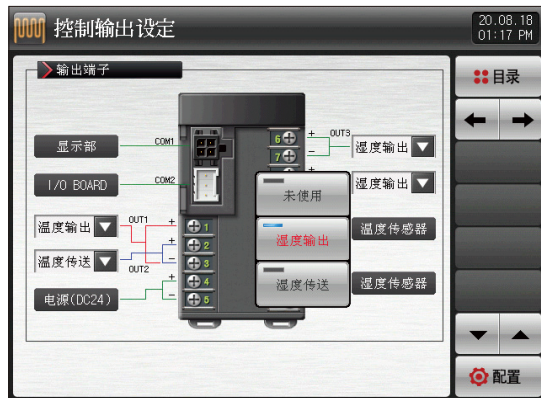 控制输出设定
20.08.18
01:17 PM
输出端子
目录
显示部
COM1
6
OUT3
湿度输出
7
I/O BOARD
COM2
湿度输出
未使用
温度输出
OUT1
1
湿度输出
温度传感器
2
温度传送
OUT2
3
湿度传送
湿度传感器
电源(DC24)
4
5
配置